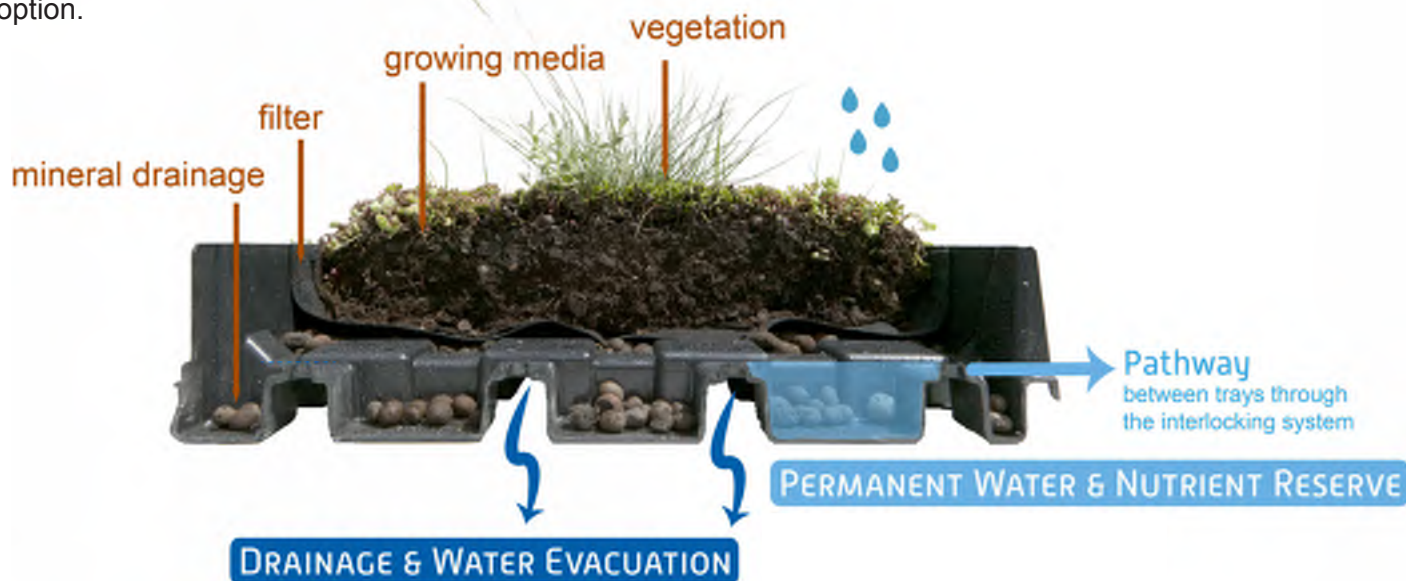 option.
vegetation
growing media
filter
mineral drainage
Pathway
between trays through
the interlocking system
PERMANENT WATER & NUTRIENT RESERVE
DRAINAGE & WATER EVACUATION